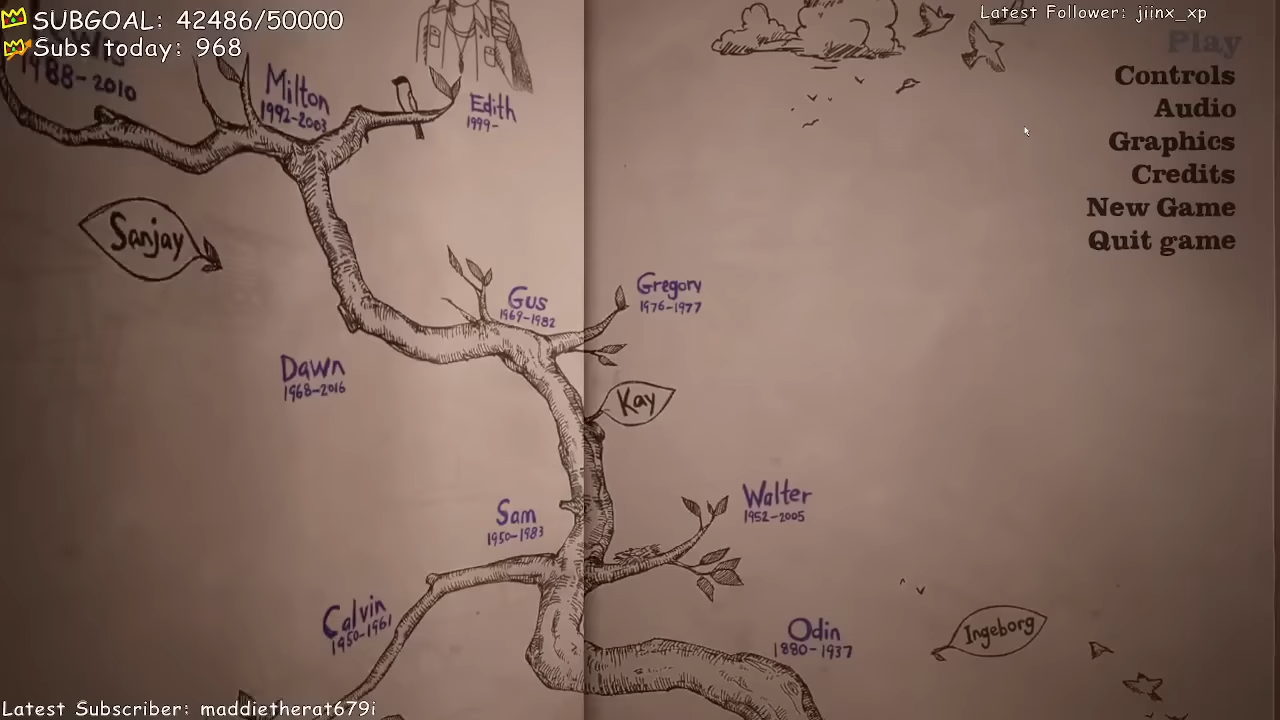 SUBGOAL: 42486/50000
Subs today: 968
Latest Follower: jiinx_xp
Play
Controls
Audio
Graphics
Credits
New Game
Quit game
1988-2010
Milton
1992-2003
Edith
1999-
Sanjay
Gus
1969-1982
Gregory
1976-1977
Dawn
1968-2016
Kay
Sam
1950-1983
Walter
1952-2005
Calvin
1950-1961
Odin
1880-1937
Ingeborg
Latest Subscriber: maddietherat679i